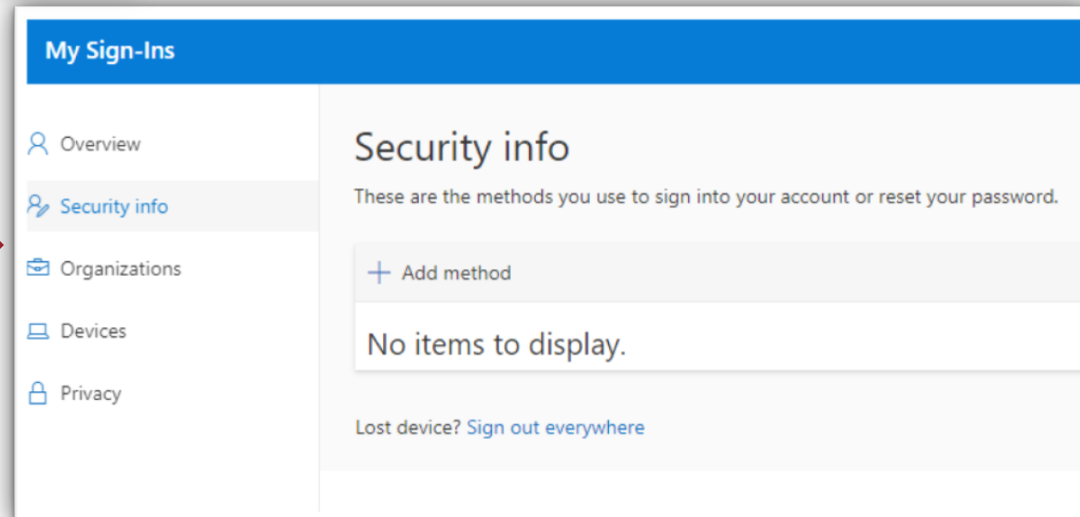 My Sign-Ins
Overview
Security info
Organizations
Devices
Privacy
Security info
These are the methods you use to sign into your account or reset your password.
Add method
No items to display.
Lost device? Sign out everywhere